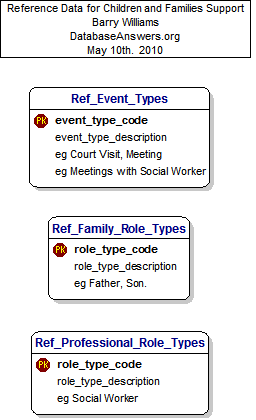 Reference Data for Children and Families Support
Barry Williams
DatabaseAnswers.org
May 10th. 2010
Ref_Event_Types
PK event_type_code
event_type_description
eg Court Visit, Meeting
eg Meetings with Social Worker
Ref_Family_Role_Types
PK role_type_code
role_type_description
eg Father, Son.
Ref_Professional_Role_Types
PK role_type_code
role_type_description
eg Social Worker